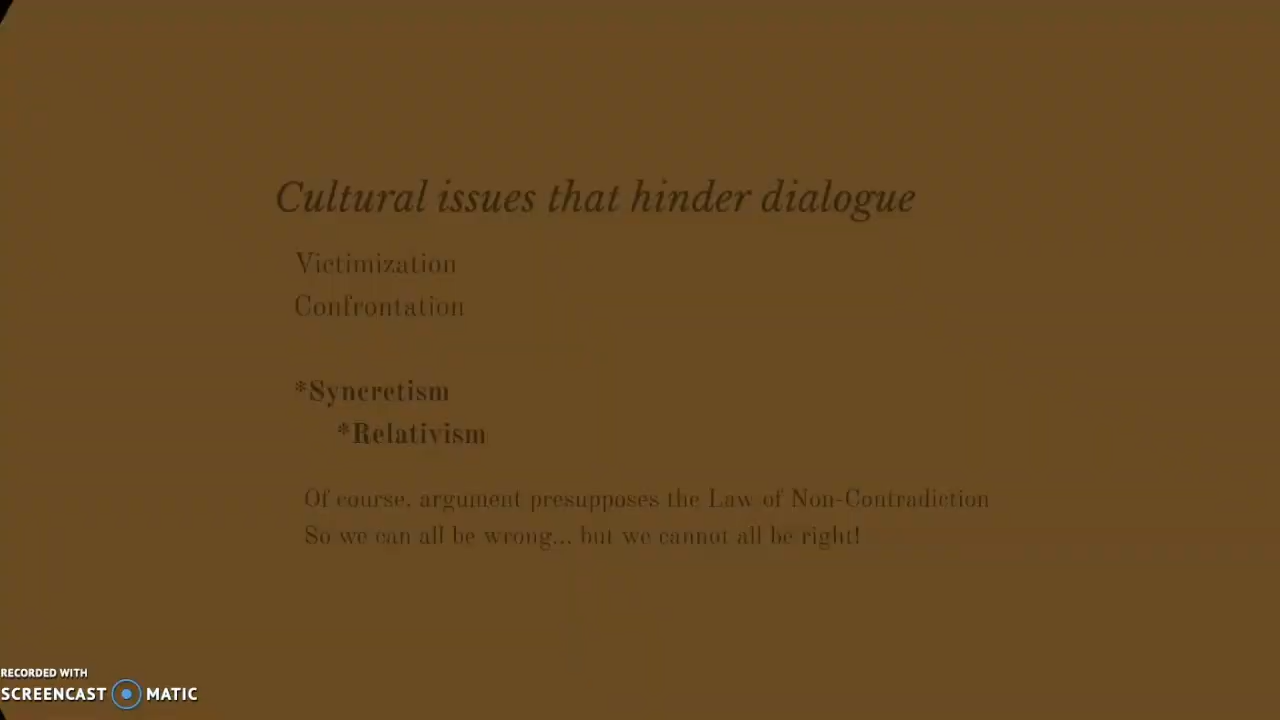 Cultural issues that hinder dialogue
Victimization
Confrontation
*Syncretism
*Relativism
Of course, argument presupposes the Law of Non-Contradiction
So we can all be wrong... but we cannot all be right!
RECORDED WITH
SCREENCAST MATIC